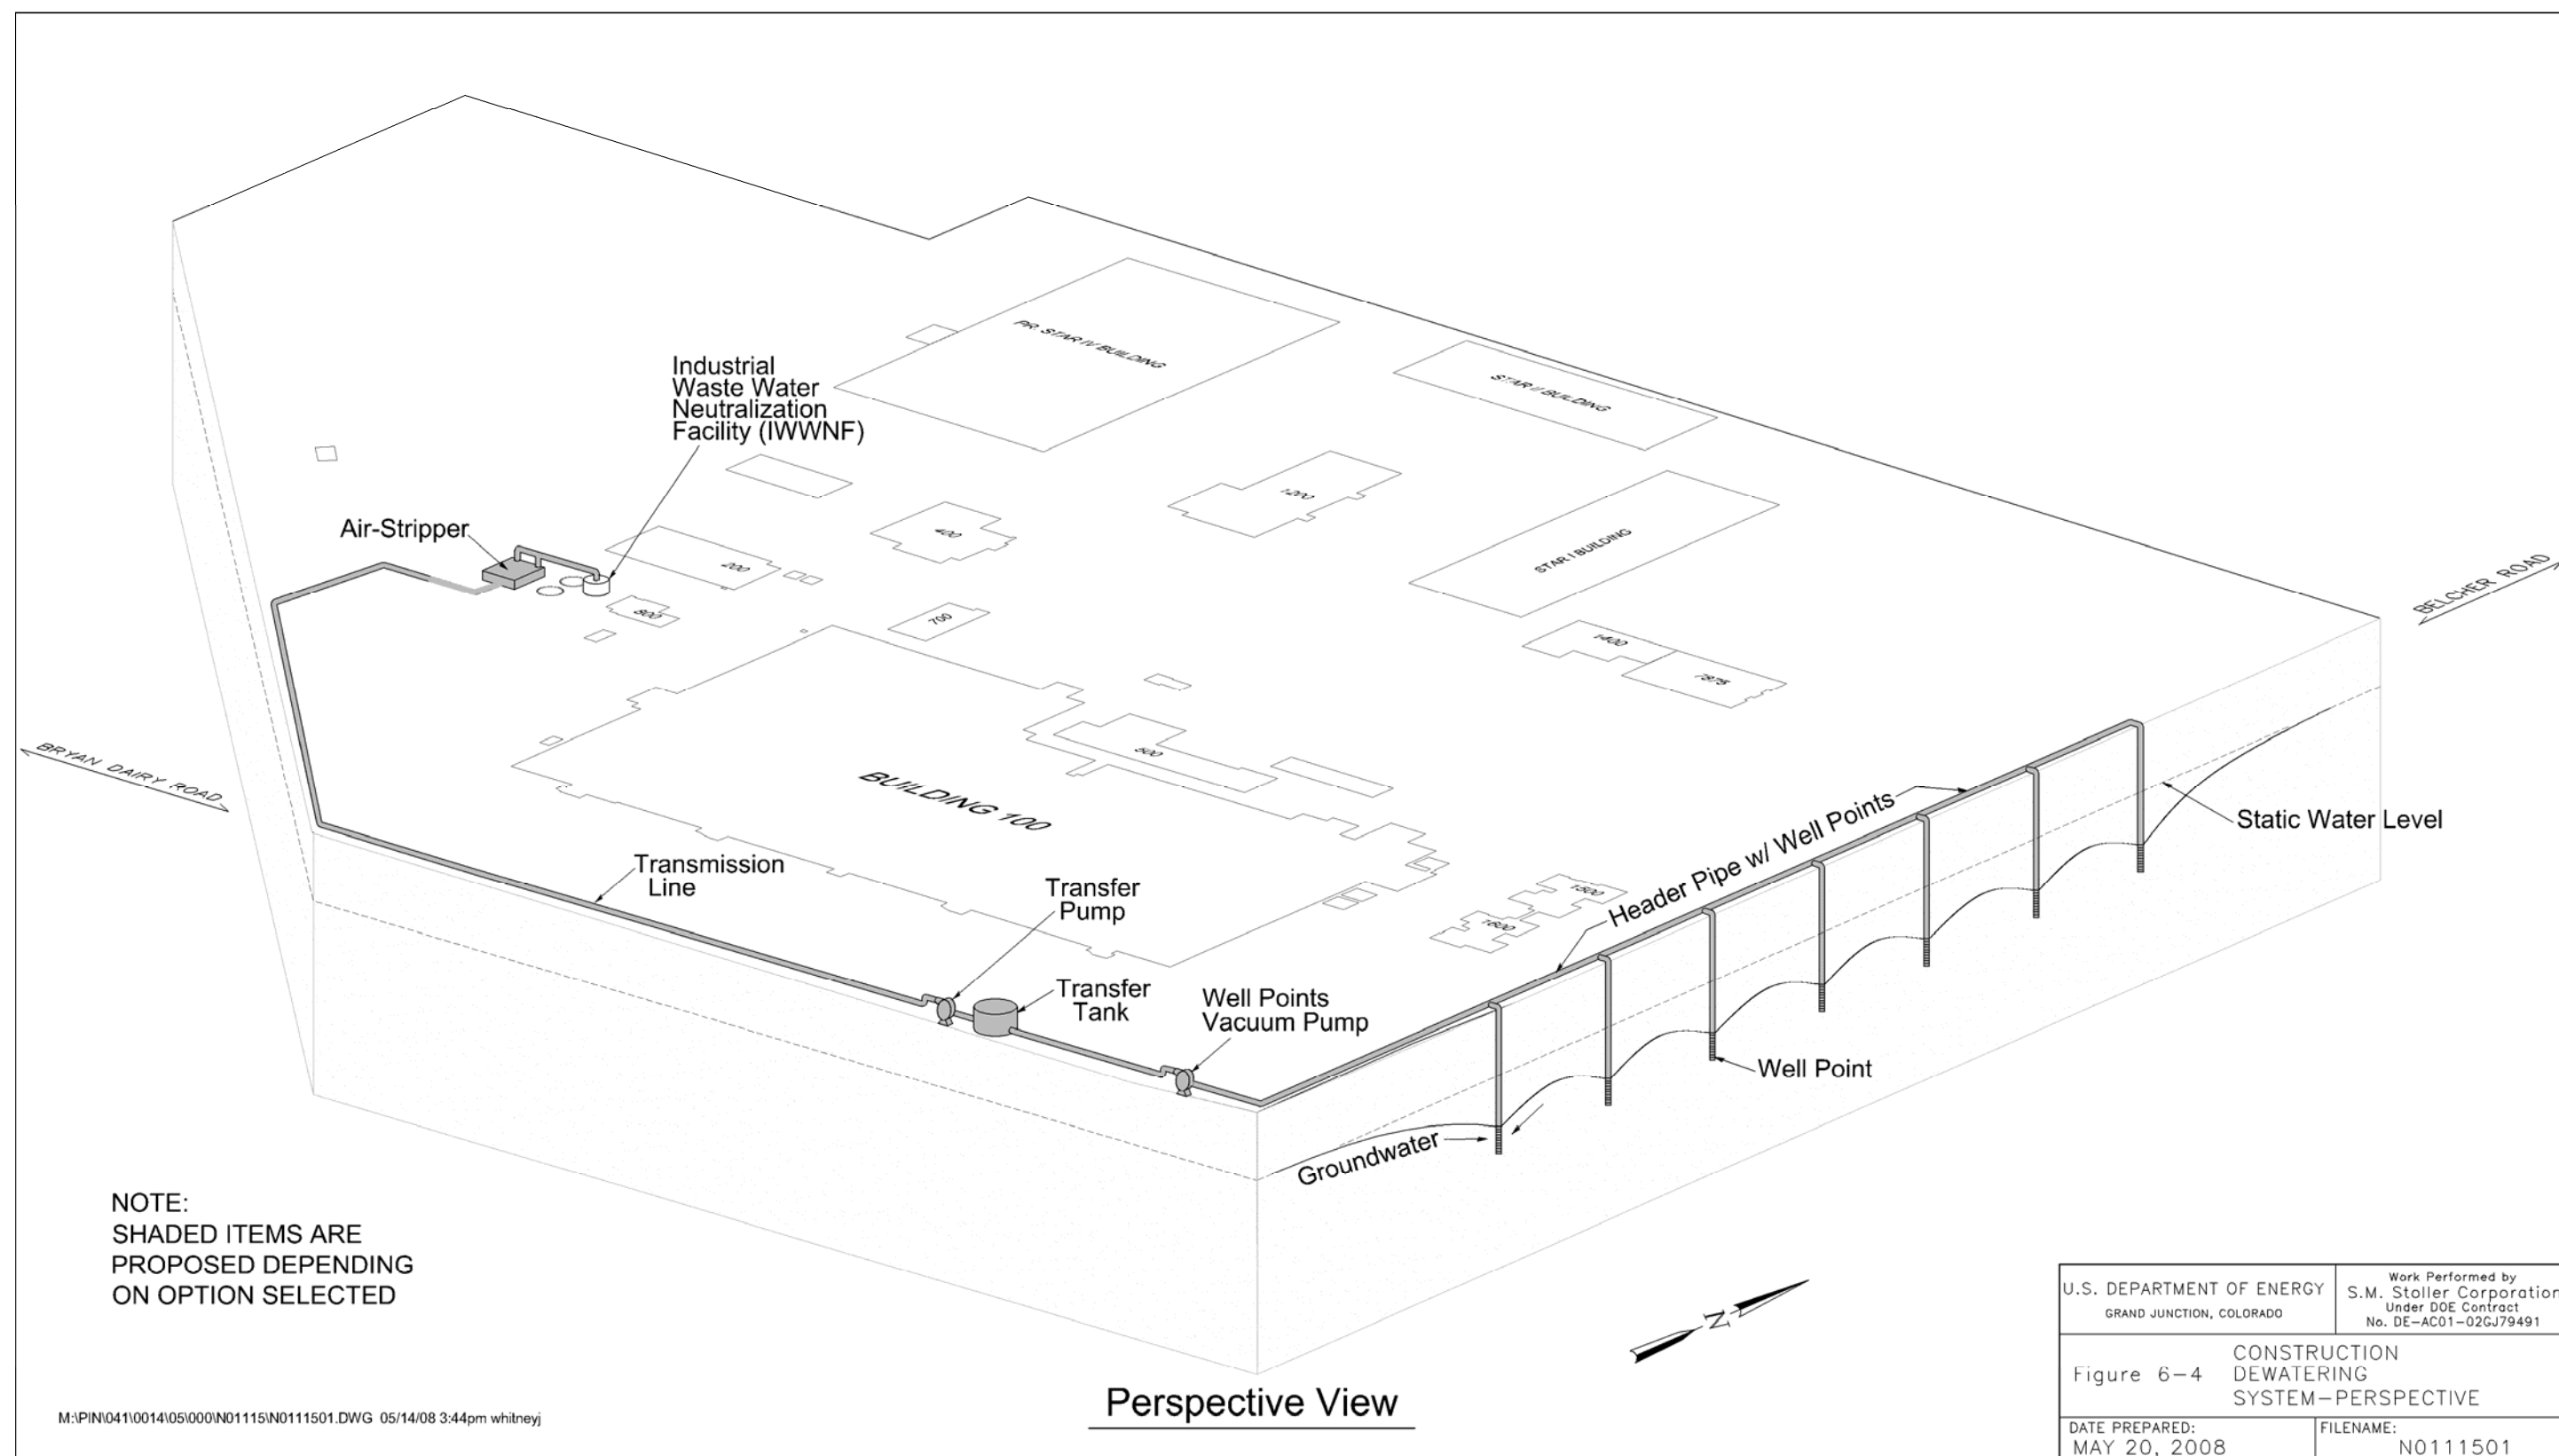 PR. STAR IV BUILDING
STAR II BUILDING
Industrial
Waste Water
Neutralization
Facility (IWWNF)
Air-Stripper
400
1200
STAR I BUILDING
200
800
700
BELCHER ROAD
1400
7875
500
BRYAN DAIRY ROAD
BUILDING 100
Header Pipe w/ Well Points
Static Water Level
Transmission
Line
Transfer
Pump
1500
1600
Transfer
Tank
Well Points
Vacuum Pump
Well Point
Groundwater
NOTE:
SHADED ITEMS ARE
PROPOSED DEPENDING
ON OPTION SELECTED
N
Perspective View
M:\PIN\041\0014\05\000\N01115\N0111501.DWG 05/14/08 3:44pm whitneyj
U.S. DEPARTMENT OF ENERGY
GRAND JUNCTION, COLORADO
Work Performed by
S.M. Stoller Corporation
Under DOE Contract
No. DE-AC01-02GJ79491
Figure 6-4
CONSTRUCTION
DEWATERING
SYSTEM-PERSPECTIVE
DATE PREPARED:
MAY 20, 2008
FILENAME:
N0111501